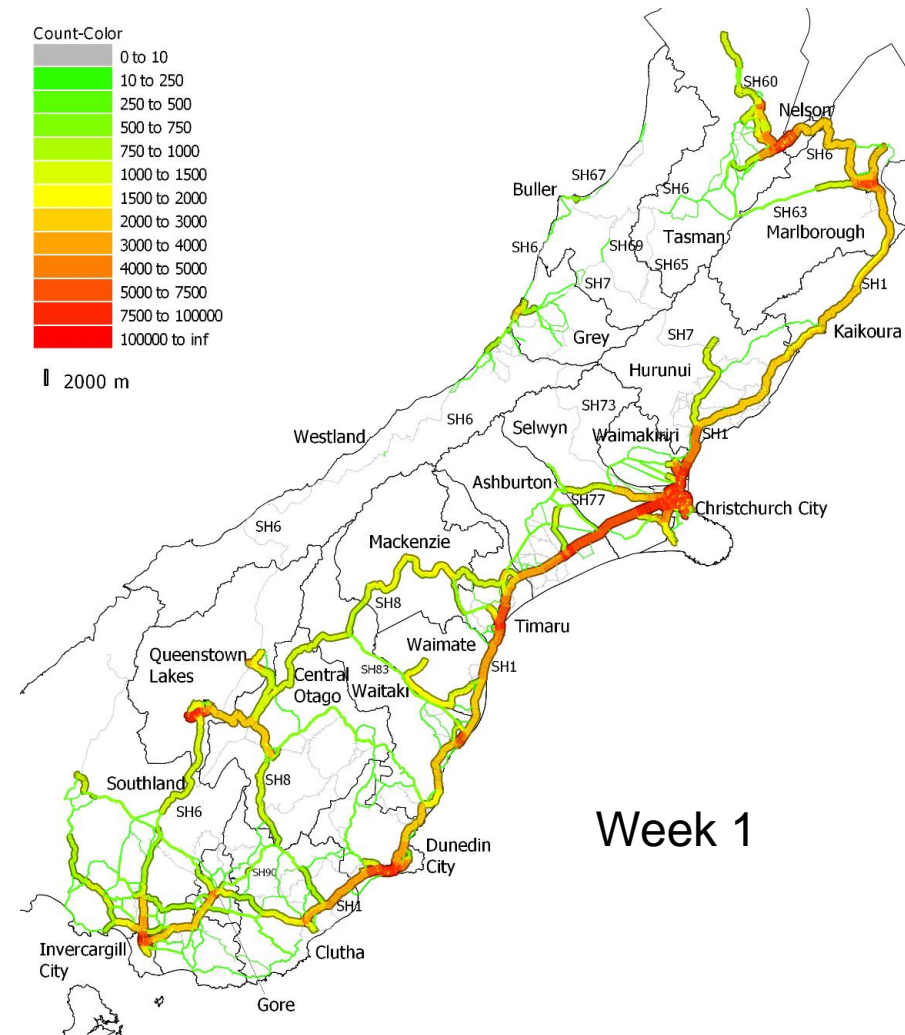 Count-Color
0 to 10
10 to 250
250 to 500
500 to 750
750 to 1000
1000 to 1500
1500 to 2000
2000 to 3000
3000 to 4000
4000 to 5000
5000 to 7500
7500 to 100000
100000 to inf
2000 m
SH60
Nelson
SH6
SH67
Buller
SH6
SH63
Tasman
Marlborough
SH6
SH69
SH65
SH7
SH1
Grey
SH7
Kaikoura
Hurunui
SH73
SH6
Selwyn
Waimakiriri
SH1
Westland
Ashburton
SH77
Christchurch City
SH6
Mackenzie
SH8
Timaru
Waimate
Queenstown
Lakes
SH83
SH1
Central
Otago
Waitaki
Southland
SH8
SH6
Week 1
Dunedin
City
SH90
SH1
Invercargill
City
Clutha
Gore